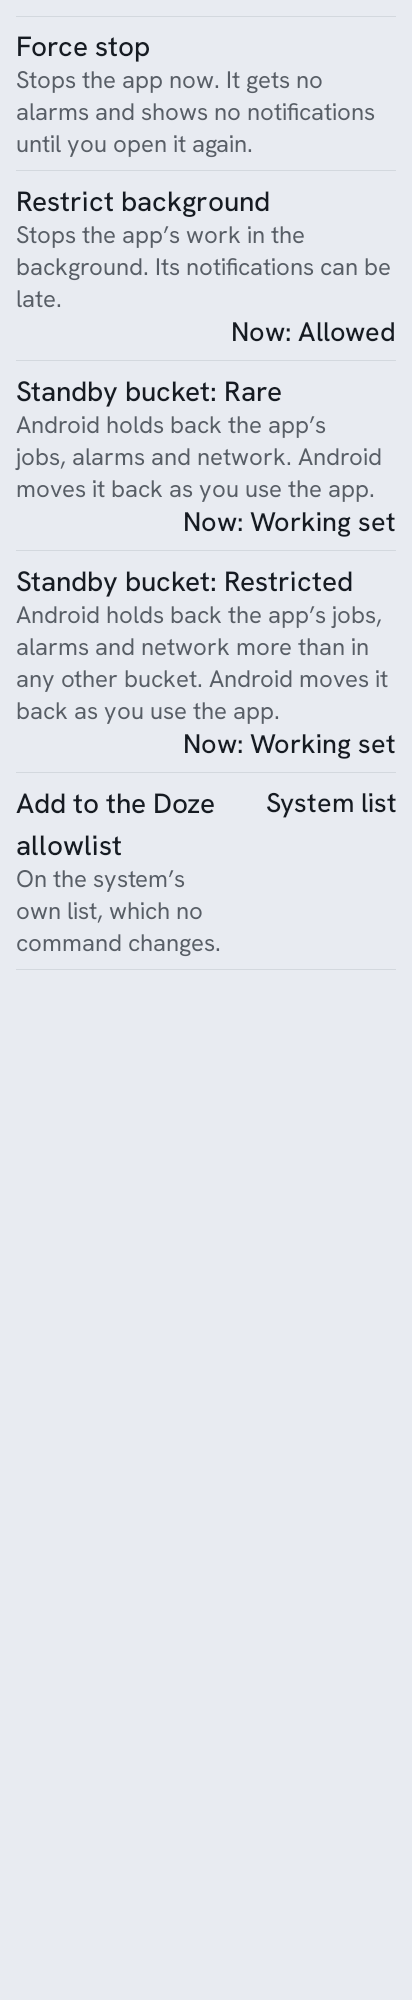 Force stop
Stops the app now. It gets no
alarms and shows no notifications
until you open it again.
Restrict background
Stops the app’s work in the
background. Its notifications can be
late.
Now: Allowed
Standby bucket: Rare
Android holds back the app’s
jobs, alarms and network. Android
moves it back as you use the app.
Now: Working set
Standby bucket: Restricted
Android holds back the app’s jobs,
alarms and network more than in
any other bucket. Android moves it
back as you use the app.
Now: Working set
Add to the Doze
allowlist
System list
On the system’s
own list, which no
command changes.